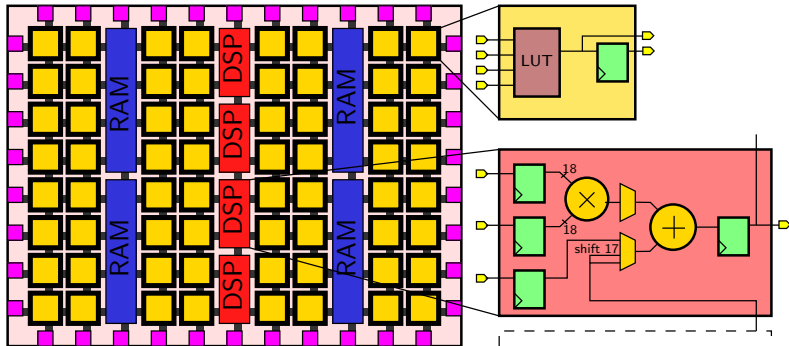 RAM
DSP
RAM
DSP
RAM
DSP
RAM
DSP
LUT
18
×
18
+
shift 17